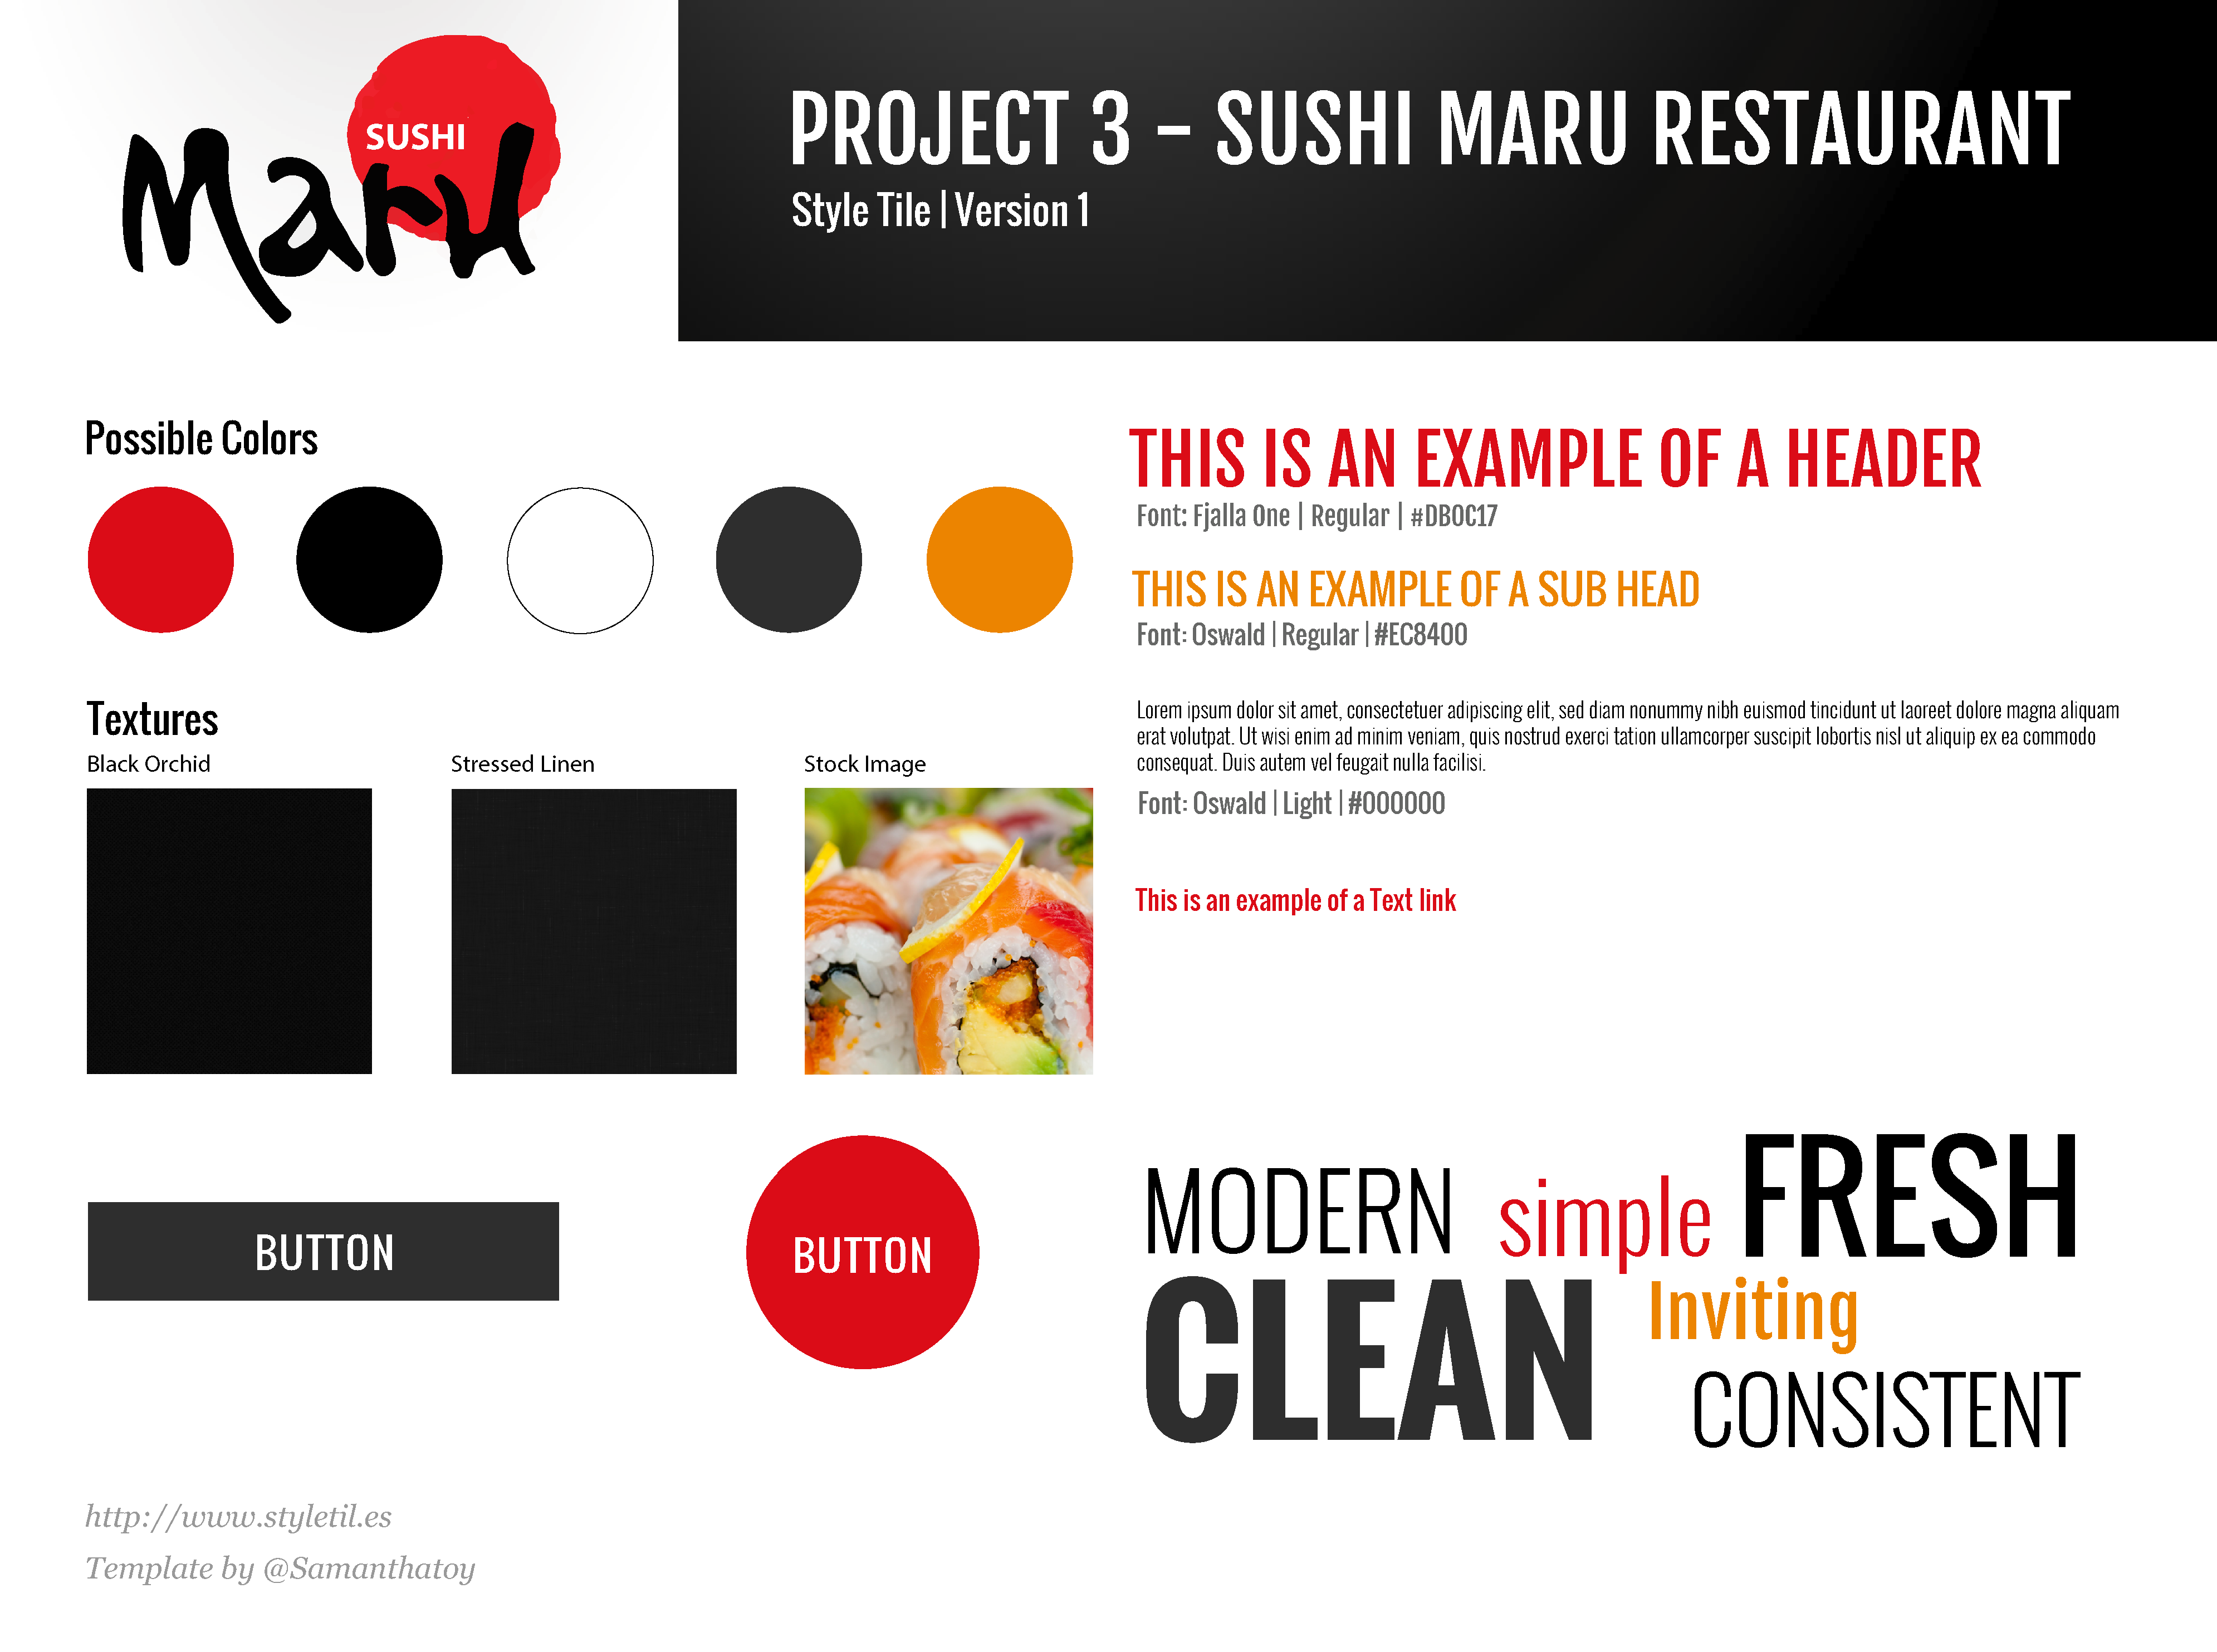 SUSHI
Maru
PROJECT 3 – SUSHI MARU RESTAURANT
Style Tile | Version 1
Possible Colors
THIS IS AN EXAMPLE OF A HEADER
Font: Fjalla One | Regular | #DB0C17
THIS IS AN EXAMPLE OF A SUB HEAD
Font: Oswald | Regular | #EC8400
Textures
Black Orchid
Stressed Linen
Stock Image
Lorem ipsum dolor sit amet, consectetuer adipiscing elit, sed diam nonummy nibh euismod tincidunt ut laoreet dolore magna aliquam
erat volutpat. Ut wisi enim ad minim veniam, quis nostrud exerci tation ullamcorper suscipit lobortis nisl ut aliquip ex ea commodo
consequat. Duis autem vel feugait nulla facilisi.
Font: Oswald | Light | #000000
This is an example of a Text link
BUTTON
BUTTON
MODERN simple FRESH
CLEAN Inviting
CONSISTENT
http://www.styletil.es
Template by @Samanthatoy